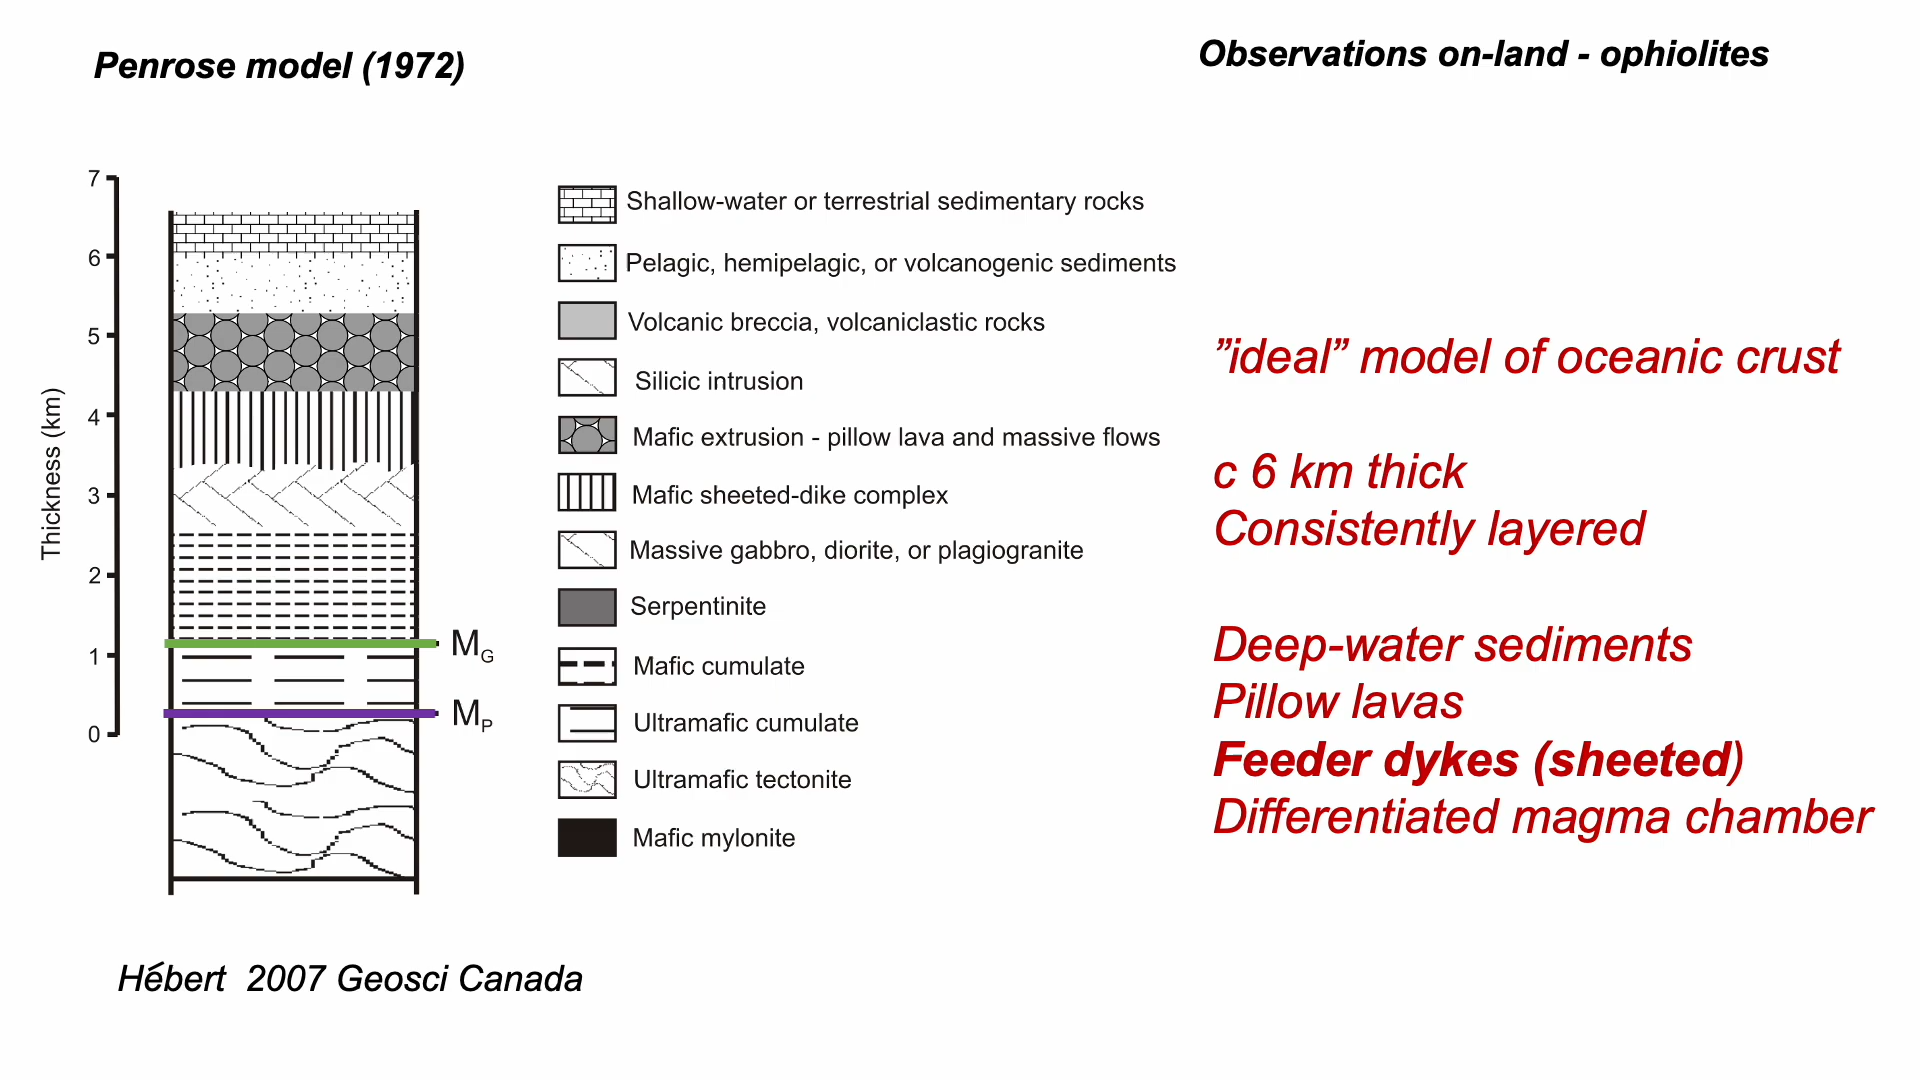 Penrose model (1972)
Observations on-land - ophiolites
Thickness (km)
7
6
5
4
3
2
1
0
M G
M P
Shallow-water or terrestrial sedimentary rocks
Pelagic, hemipelagic, or volcanogenic sediments
Volcanic breccia, volcaniclastic rocks
Silicic intrusion
Mafic extrusion - pillow lava and massive flows
Mafic sheeted-dike complex
Massive gabbro, diorite, or plagiogranite
Serpentinite
Mafic cumulate
Ultramafic cumulate
Ultramafic tectonite
Mafic mylonite
”ideal” model of oceanic crust
c 6 km thick
Consistently layered
Deep-water sediments
Pillow lavas
Feeder dykes (sheeted)
Differentiated magma chamber
Hébert 2007 Geosci Canada